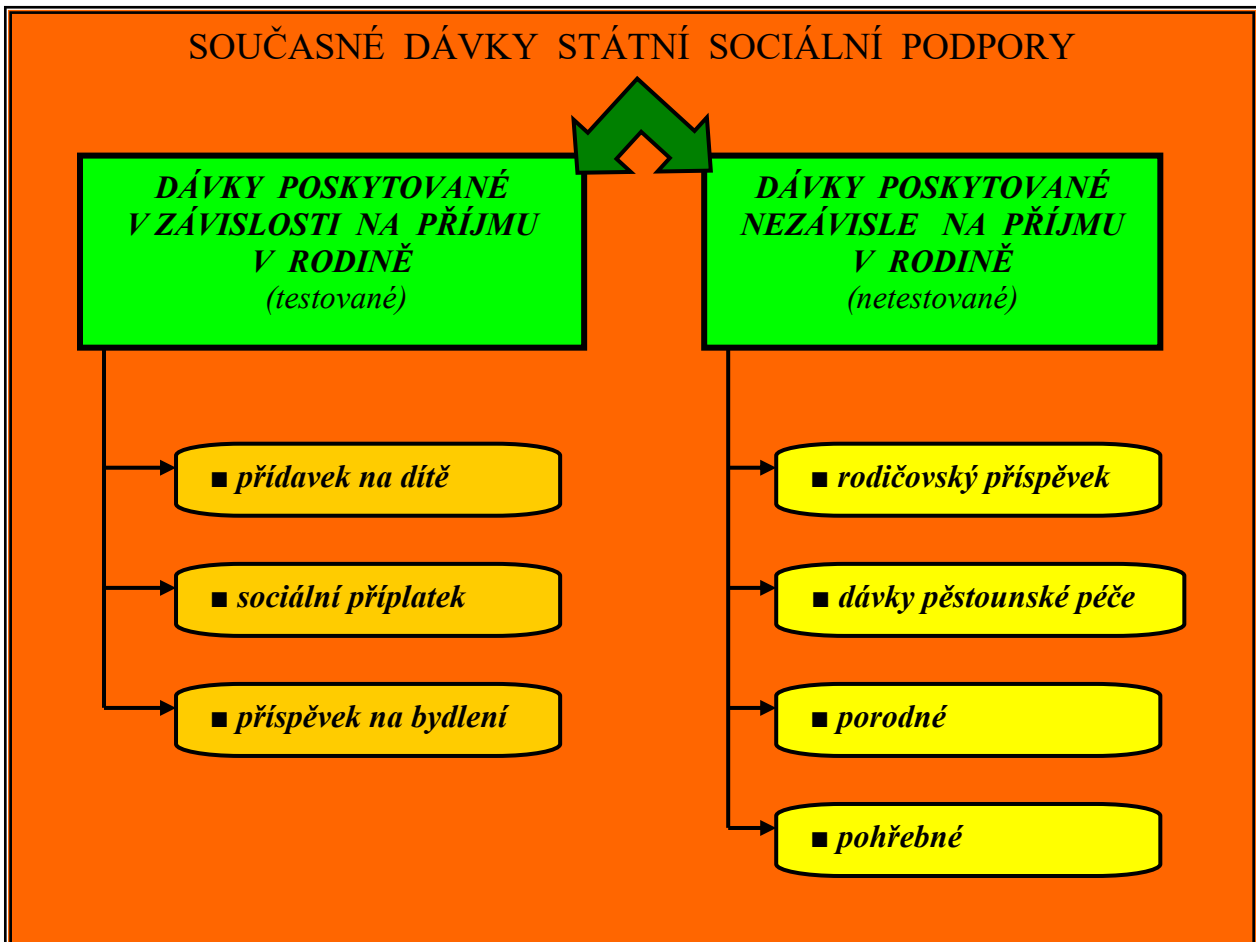 SOUČASNÉ DÁVKY STÁTNÍ SOCIÁLNÍ PODPORY
DÁVKY POSKYTOVANÉ
V ZÁVISLOSTI NA PŘÍJMU
V RODINĚ
(testované)
■ přídavek na dítě
■ sociální příplatek
■ příspěvek na bydlení
DÁVKY POSKYTOVANÉ
NEZÁVISLE NA PŘÍJMU
V RODINĚ
(netestované)
■ rodičovský příspěvek
■ dávky pěstounské péče
■ porodné
■ pohřebné